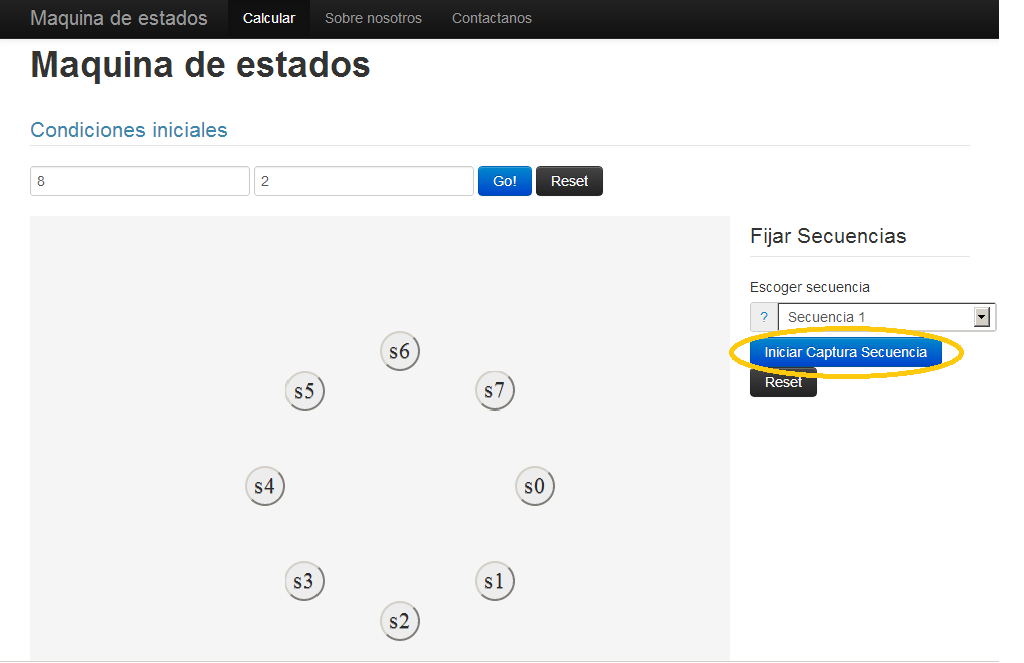 Maquina de estados Calcular Sobre nosotros Contactanos
Maquina de estados
Condiciones iniciales
8 2 Go! Reset
Fijar Secuencias
Escoger secuencia
? Secuencia 1
Iniciar Captura Secuencia
Reset
s6
s5 s7
s4 s0
s3 s1
s2